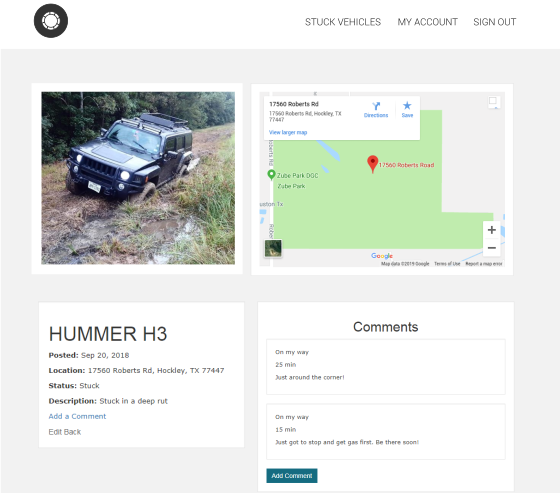 STUCK VEHICLES MY ACCOUNT SIGN OUT
17560 Roberts Rd
17560 Roberts Rd, Hockley, TX
77447
Directions
Save
View larger map
Roberts Rd
17560 Roberts Road
Zube Park DGC
Zube Park
uston Tx
Rober
+
−
Google
Map data ©2019 Google Terms of Use Report a map error
HUMMER H3
Posted: Sep 20, 2018
Location: 17560 Roberts Rd, Hockley, TX 77447
Status: Stuck
Description: Stuck in a deep rut
Add a Comment
Edit Back
Comments
On my way
25 min
Just around the corner!
On my way
15 min
Just got to stop and get gas first. Be there soon!
Add Comment